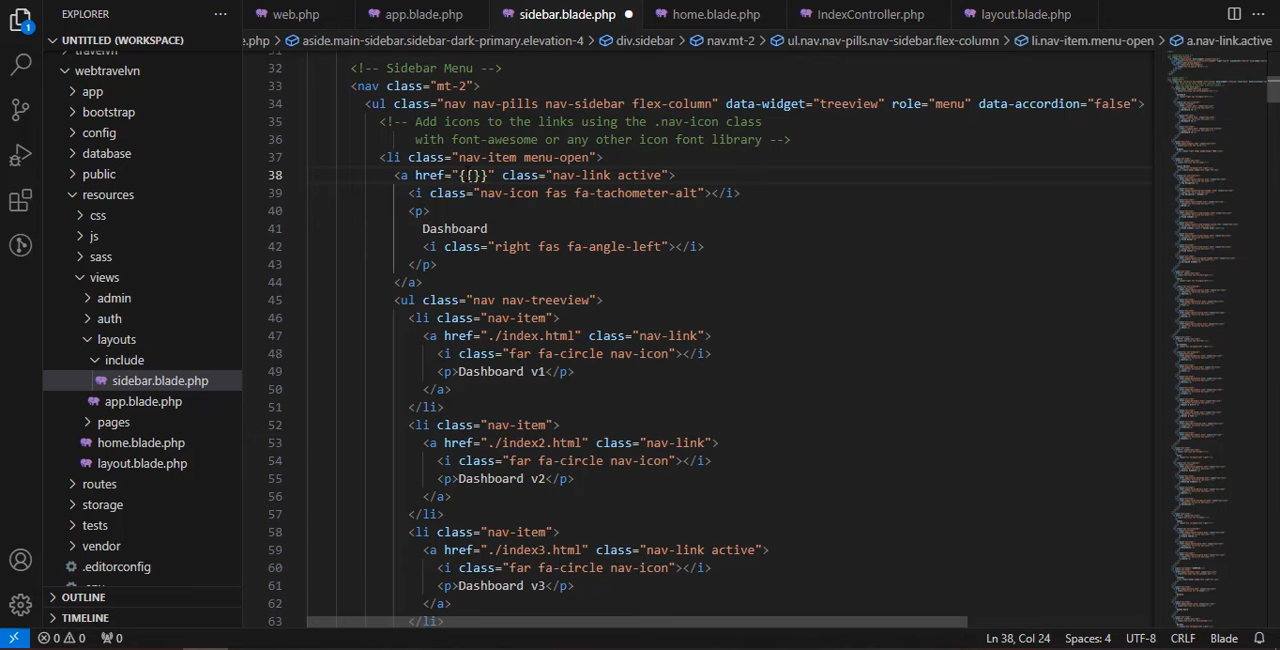 EXPLORER
web.php
app.blade.php
sidebar.blade.php
home.blade.php
IndexController.php
layout.blade.php
UNTITLED (WORKSPACE)
e.php > aside.main-sidebar.sidebar-dark-primary.elevation-4 > div.sidebar > nav.mt-2 > ul.nav.nav-pills.nav-sidebar.flex-column > li.nav-item.menu-open > a.nav-link.active
1
webtravelvn
app
bootstrap
config
database
public
resources
css
js
sass
views
admin
auth
layouts
include
sidebar.blade.php
app.blade.php
pages
home.blade.php
layout.blade.php
routes
storage
tests
vendor
.editorconfig
OUTLINE
TIMELINE
32 <!-- Sidebar Menu -->
33 <nav class="mt-2">
34 <ul class="nav nav-pills nav-sidebar flex-column" data-widget="treeview" role="menu" data-accordion="false">
35 <!-- Add icons to the links using the .nav-icon class
36 with font-awesome or any other icon font library -->
37 <li class="nav-item menu-open">
38 <a href="{{}}" class="nav-link active">
39 <i class="nav-icon fas fa-tachometer-alt"></i>
40 <p>
41 Dashboard
42 <i class="right fas fa-angle-left"></i>
43 </p>
44 </a>
45 <ul class="nav nav-treeview">
46 <li class="nav-item">
47 <a href="./index.html" class="nav-link">
48 <i class="far fa-circle nav-icon"></i>
49 <p>Dashboard v1</p>
50 </a>
51 </li>
52 <li class="nav-item">
53 <a href="./index2.html" class="nav-link">
54 <i class="far fa-circle nav-icon"></i>
55 <p>Dashboard v2</p>
56 </a>
57 </li>
58 <li class="nav-item">
59 <a href="./index3.html" class="nav-link active">
60 <i class="far fa-circle nav-icon"></i>
61 <p>Dashboard v3</p>
62 </a>
63 </li>
0 0 0
Ln 38, Col 24 Spaces: 4 UTF-8 CRLF Blade